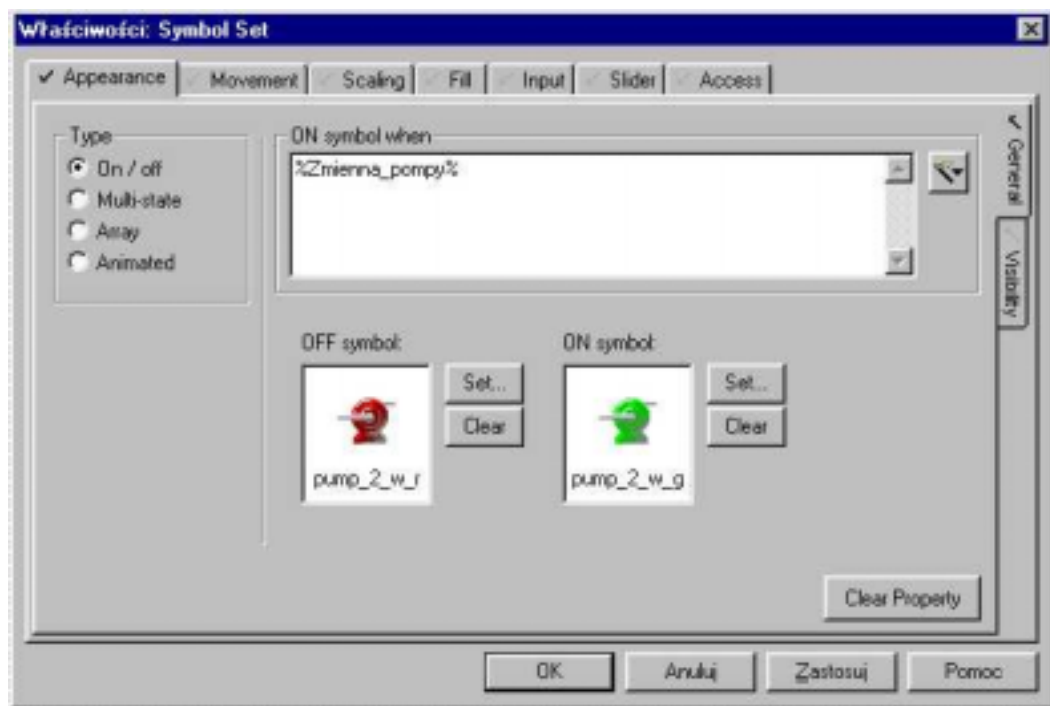 Właściwości: Symbol Set
Appearance Movement Scaling Fill Input Slider Access
General
Visibility
Type
On / off
Multi-state
Array
Animated
ON symbol when
%Zmienna_pompy%
OFF symbol:
Set...
Clear
pump_2_w_r
ON symbol:
Set...
Clear
pump_2_w_g
Clear Property
OK Anuluj Zastosuj Pomoc